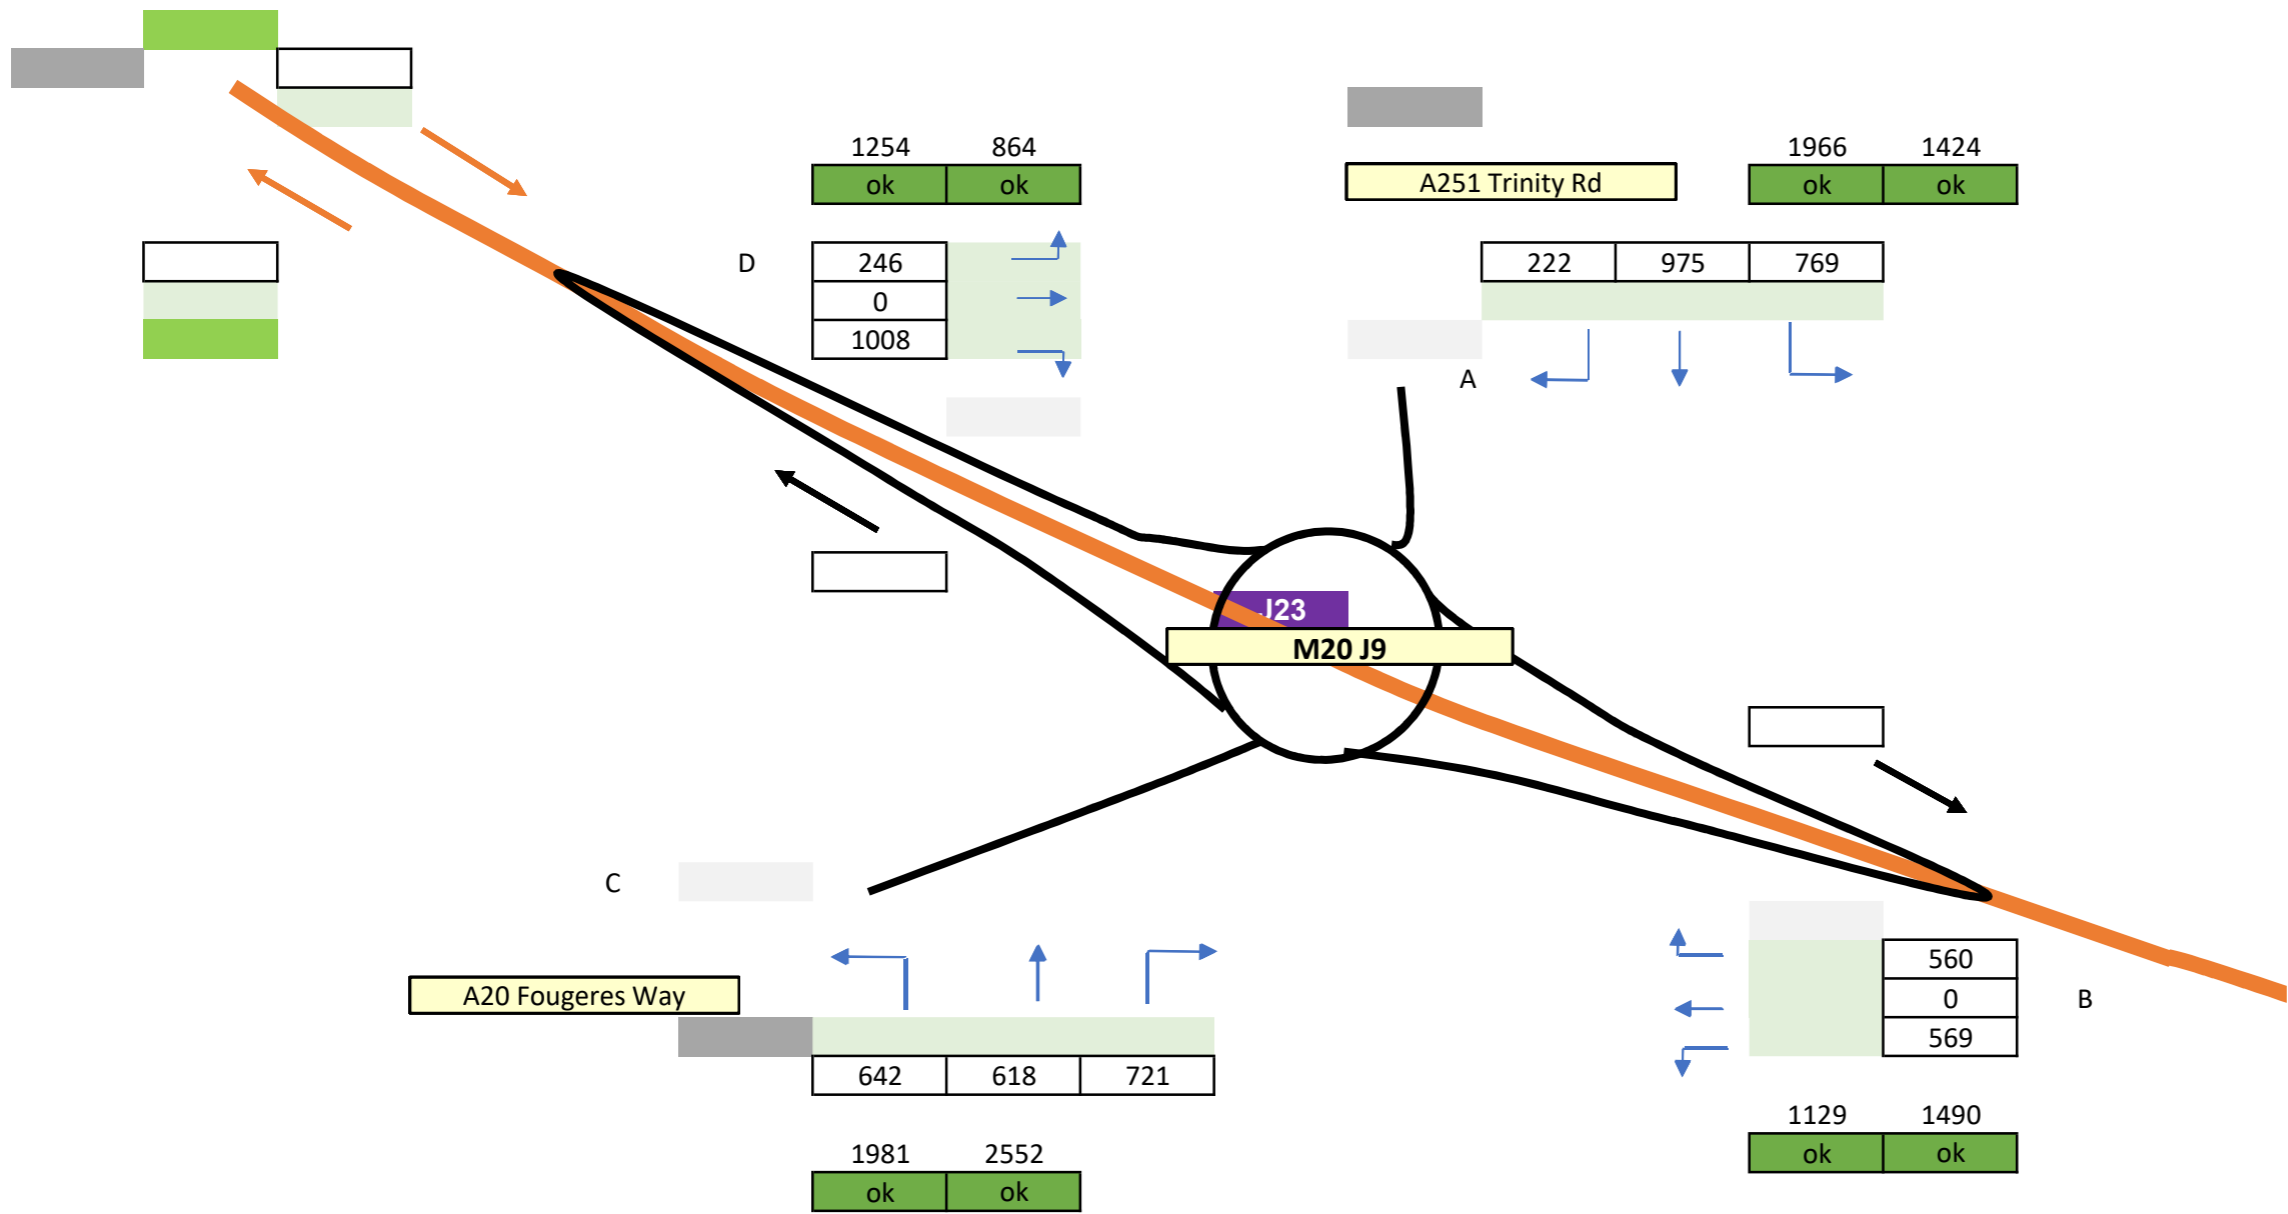 1254 864
ok ok
1966 1424
A251 Trinity Rd
ok ok
D
246
0
1008
222 975 769
A
J23
M20 J9
C
A20 Fougeres Way
642 618 721
560
0
569
B
1981 2552
ok ok
1129 1490
ok ok